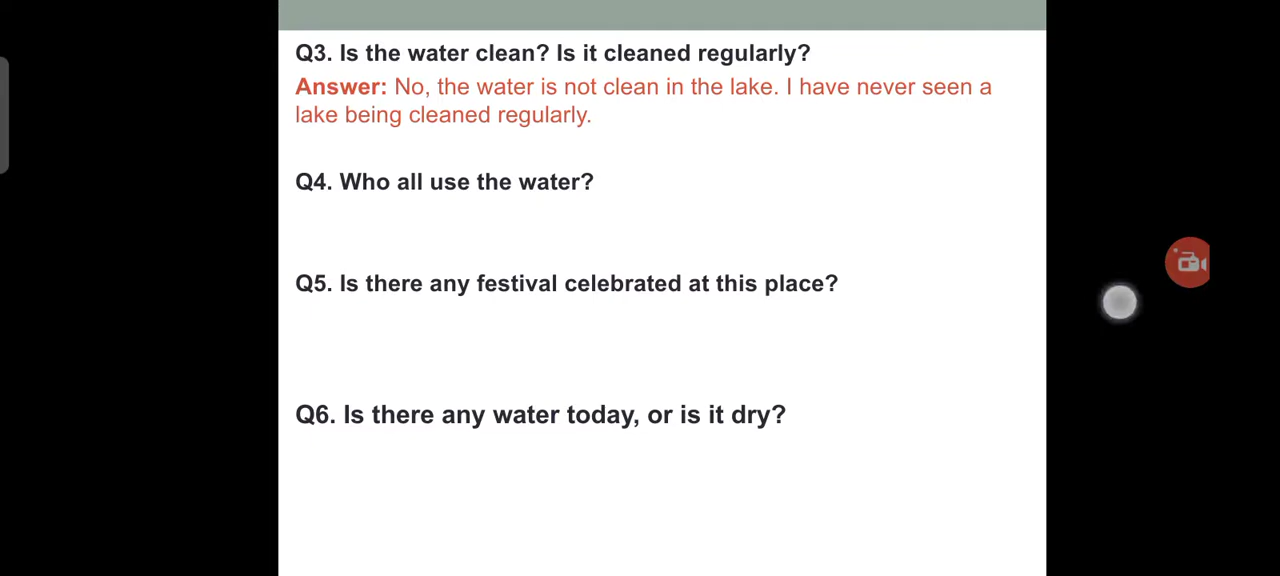 Q3. Is the water clean? Is it cleaned regularly?
Answer: No, the water is not clean in the lake. I have never seen a
lake being cleaned regularly.
Q4. Who all use the water?
Q5. Is there any festival celebrated at this place?
Q6. Is there any water today, or is it dry?